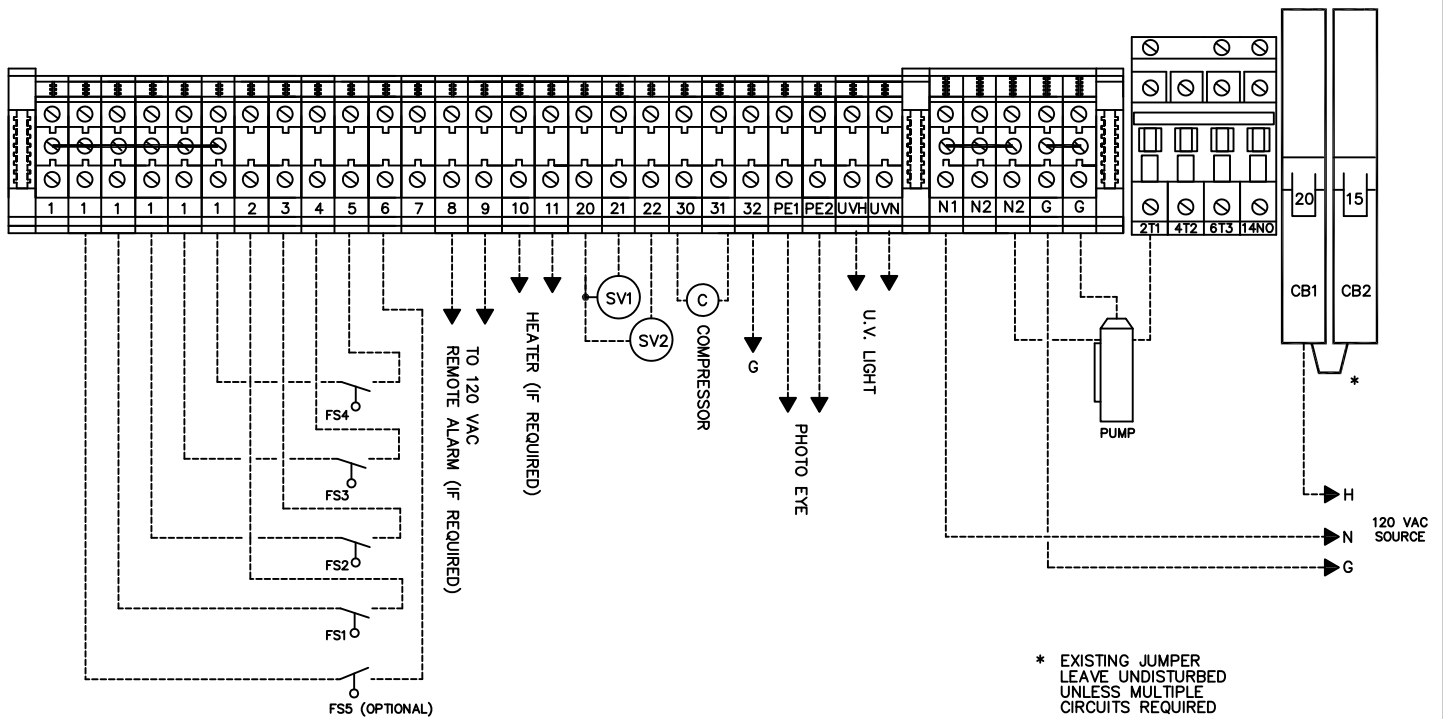 1 1 1 1 1 1 2 3 4 5 6 7 8 9 10 11 20 21 22 30 31 32 PE1 PE2 UVH UVN N1 N2 N2 G G
2T1 4T2 6T3 14NO
20 15
CB1 CB2
SV1
SV2
C
COMPRESSOR
G
U.V. LIGHT
PHOTO EYE
HEATER (IF REQUIRED)
TO 120 VAC
REMOTE ALARM (IF REQUIRED)
PUMP
*
FS4
FS3
FS2
FS1
FS5 (OPTIONAL)
H
N
G
120 VAC
SOURCE
* EXISTING JUMPER
LEAVE UNDISTURBED
UNLESS MULTIPLE
CIRCUITS REQUIRED